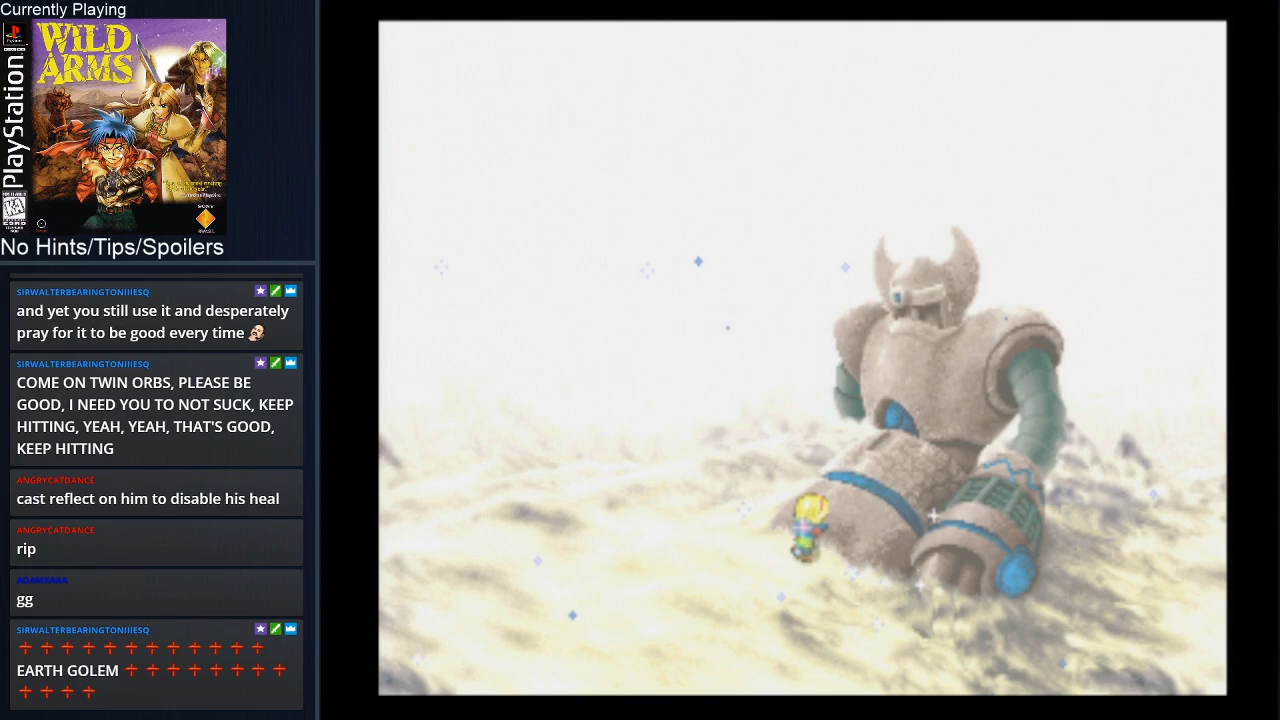 Currently Playing
PlayStation
WILD
ARMS
SONY
No Hints/Tips/Spoilers
SIRWALTERBEARINGTONIIIESQ
and yet you still use it and desperately
pray for it to be good every time
SIRWALTERBEARINGTONIIIESQ
COME ON TWIN ORBS, PLEASE BE
GOOD, I NEED YOU TO NOT SUCK, KEEP
HITTING, YEAH, YEAH, THAT'S GOOD,
KEEP HITTING
ANGRYCATDANCE
cast reflect on him to disable his heal
ANGRYCATDANCE
rip
gg
SIRWALTERBEARINGTONIIIESQ
EARTH GOLEM